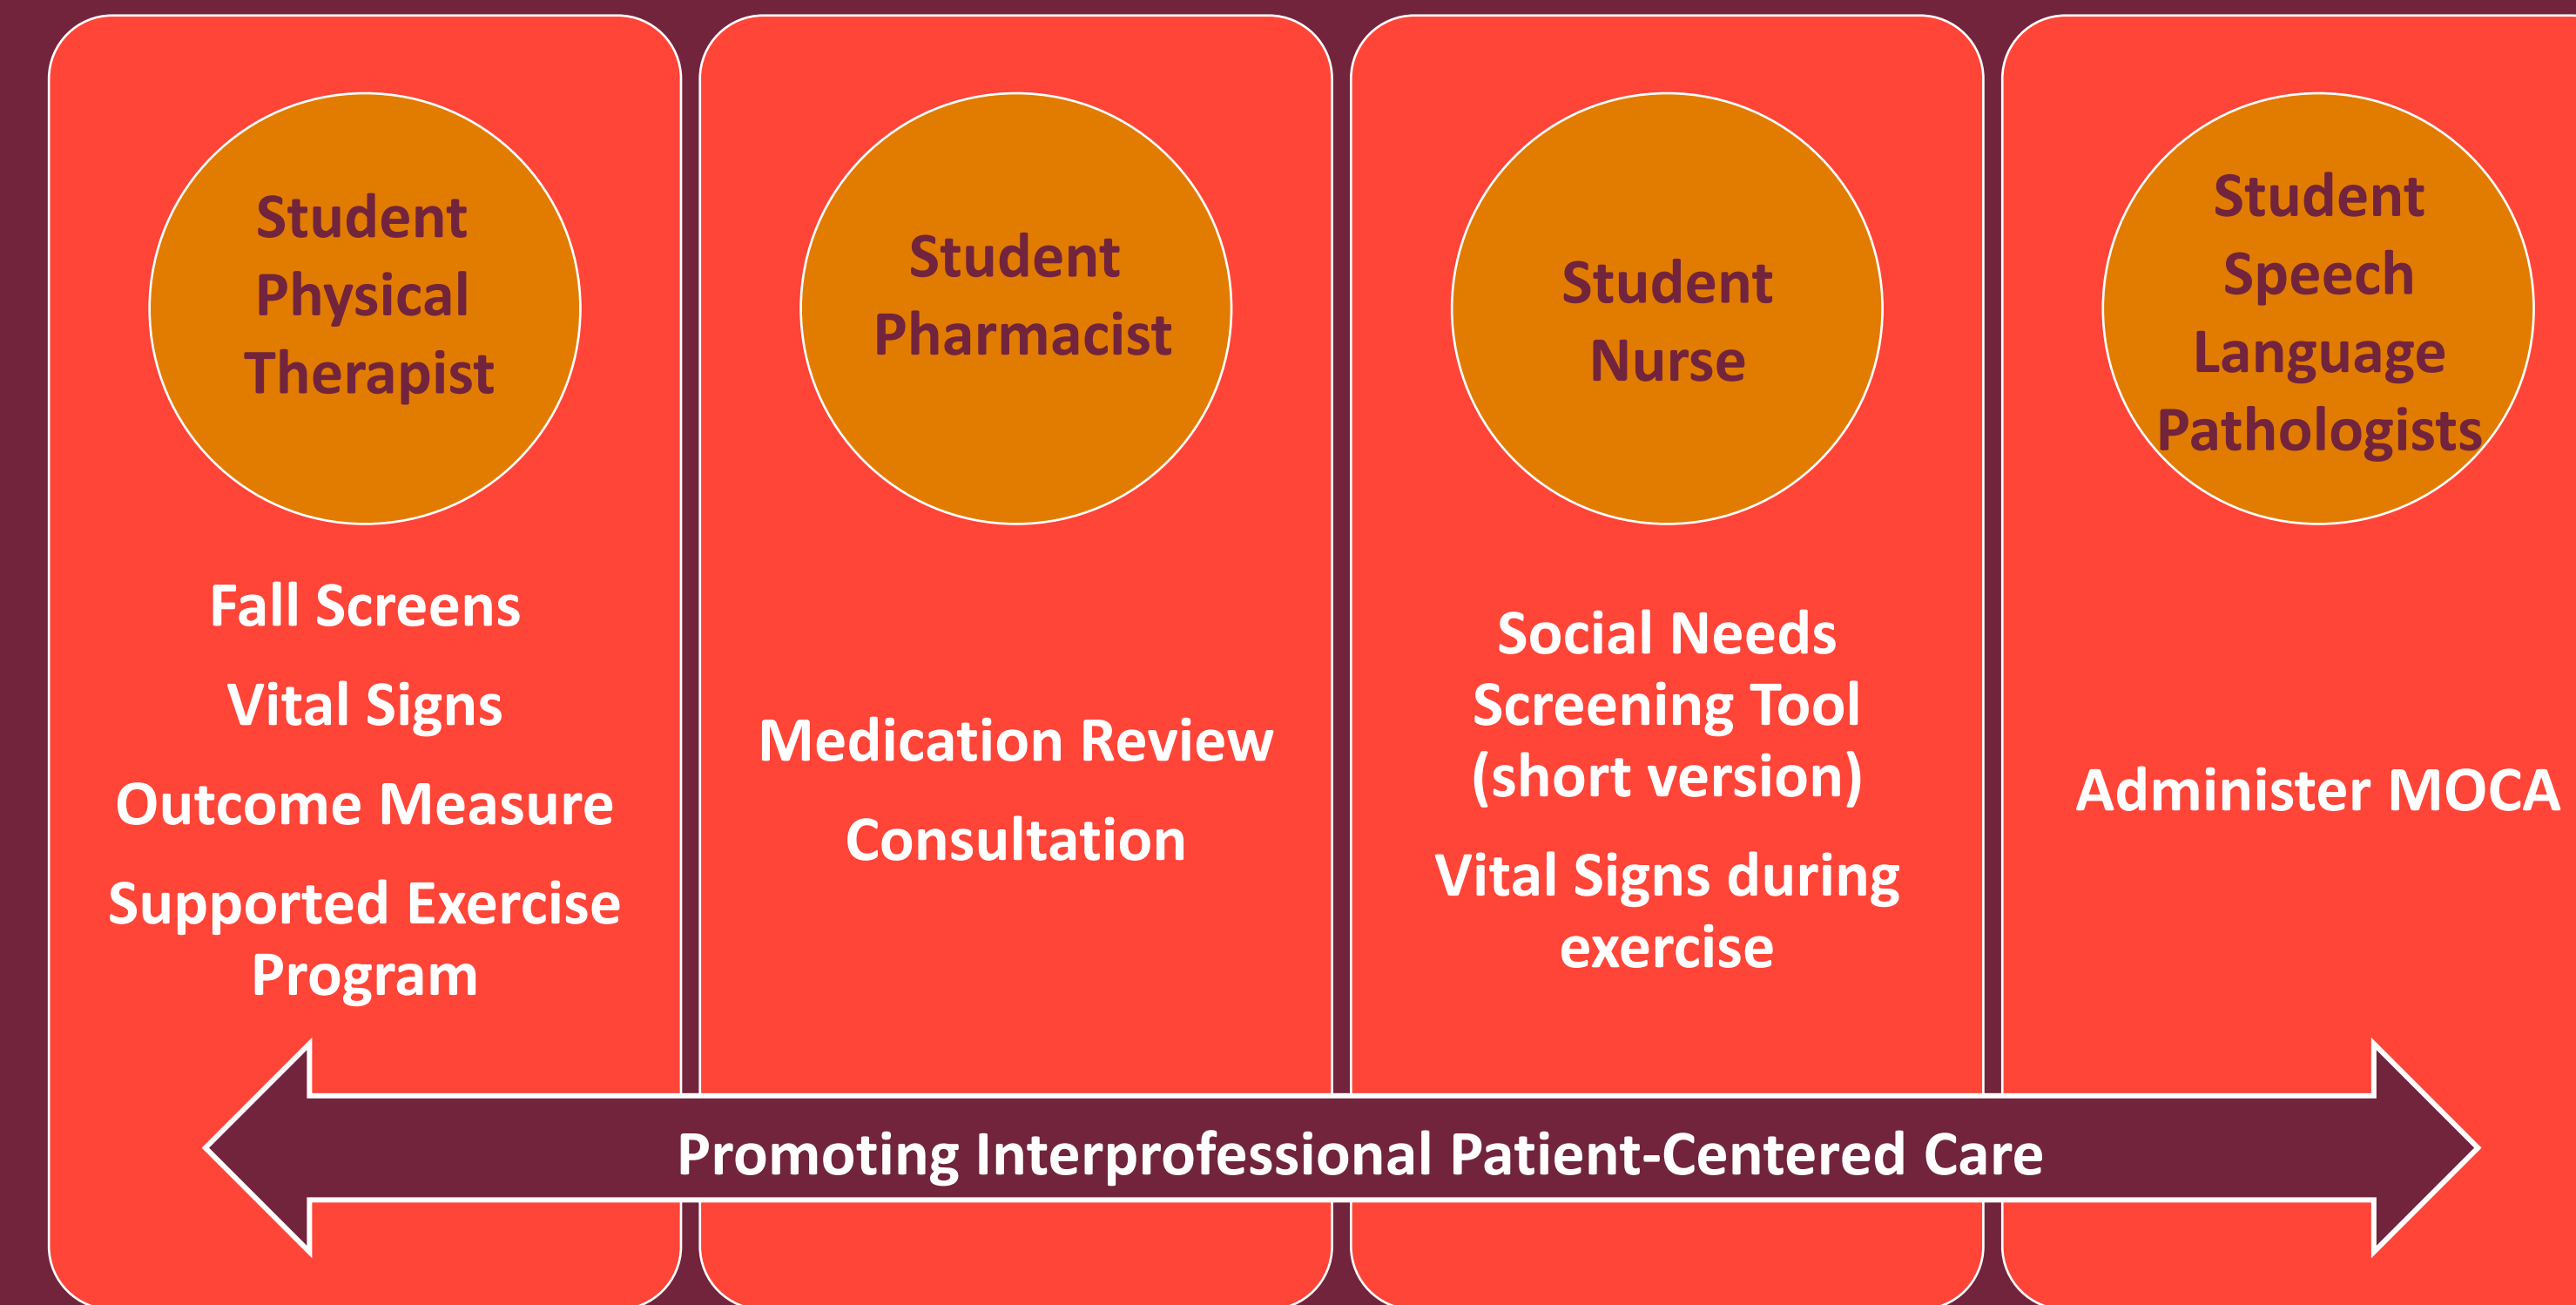 Student
Physical
Therapist
Fall Screens
Vital Signs
Outcome Measure
Supported Exercise
Program
Student
Pharmacist
Medication Review
Consultation
Student
Nurse
Social Needs
Screening Tool
(short version)
Vital Signs during
exercise
Student
Speech
Language
Pathologists
Administer MOCA
Promoting Interprofessional Patient-Centered Care